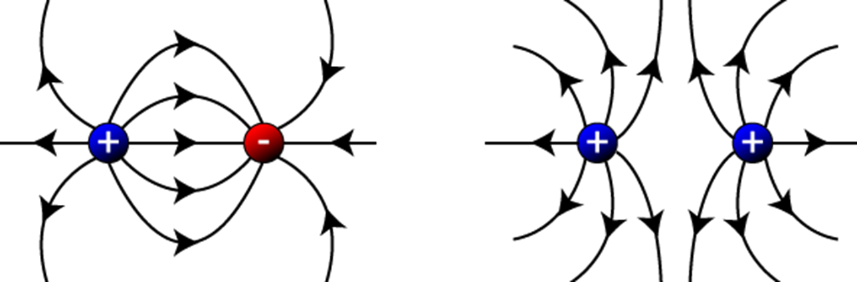 + - + +